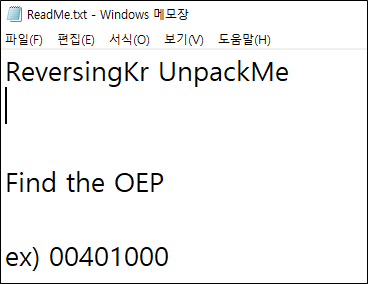 ReadMe.txt - Windows 메모장
파일(F) 편집(E) 서식(O) 보기(V) 도움말(H)
ReversingKr UnpackMe
Find the OEP
ex) 00401000